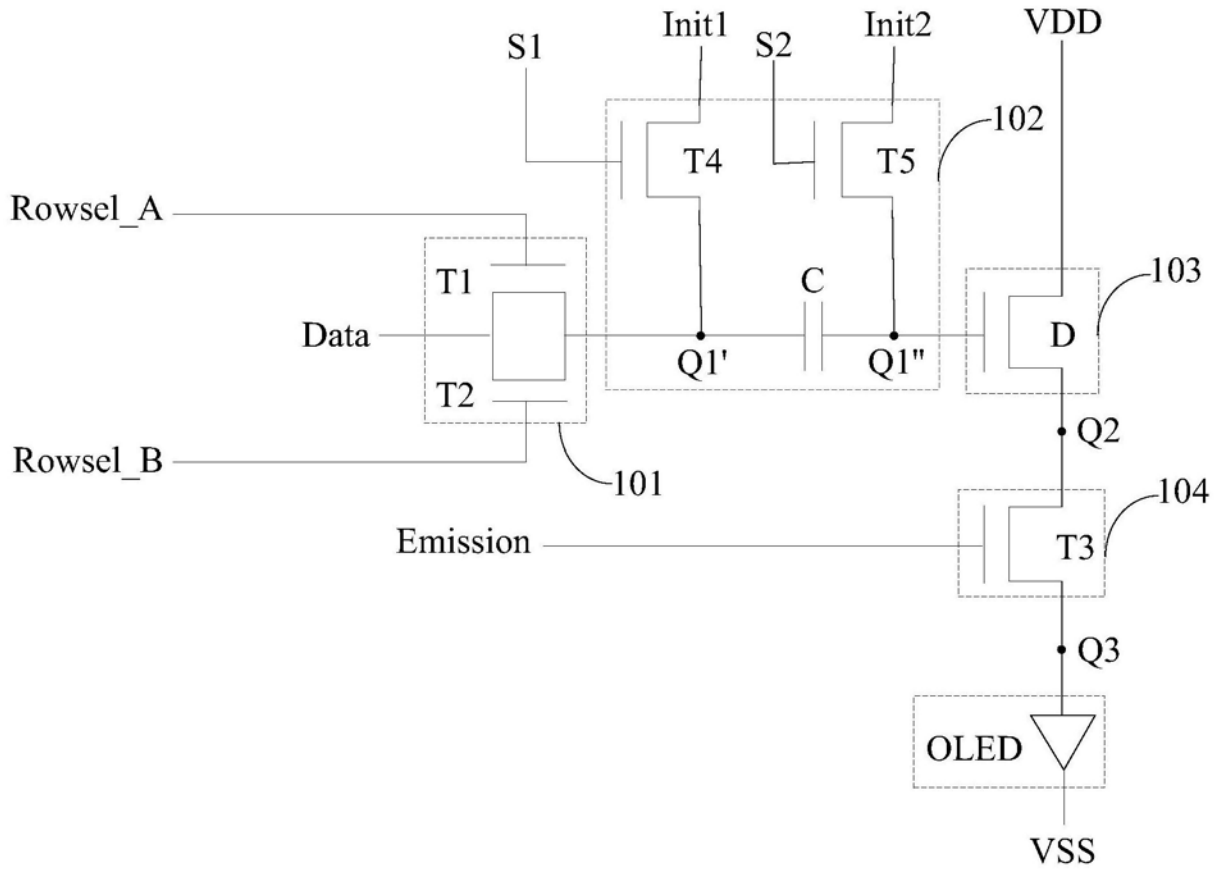 Init1
Init2
VDD
S1
S2
102
T4
T5
Rowsel_A
103
T1
C
Data
D
Q1'
Q1"
T2
Q2
Rowsel_B
101
104
Emission
T3
Q3
OLED
VSS